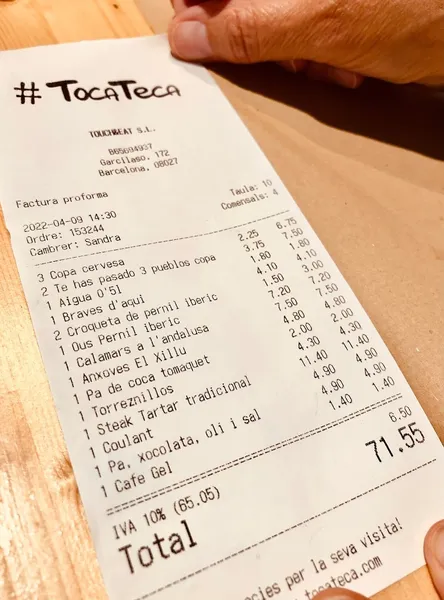 # TOCATECA
TOUCH&EAT S.L.
B65694937
Garcilaso, 172
Barcelona, 08027
Factura proforma
2022-04-09 14:30 Taula: 10
Ordre: 153244 Comensals: 4
Cambrer: Sandra
3 Copa cervesa 2.25 6.75
2 Te has pasado 3 pueblos copa 3.75 7.50
1 Aigua 0'5l 1.80 1.80
1 Braves d'aqui 4.10 4.10
2 Croqueta de pernil iberic 1.50 3.00
1 Ous Pernil iberic 7.20 7.20
1 Calamars a l'andalusa 7.50 7.50
1 Anxoves El Xillu 4.80 4.80
1 Pa de coca tomaquet 2.00 2.00
1 Torreznillos 4.30 4.30
1 Steak Tartar tradicional 11.40 11.40
1 Coulant 4.90 4.90
1 Pa, xocolata, oli i sal 4.90 4.90
1 Cafe Gel 1.40 1.40
IVA 10% (65.05) 6.50
Total 71.55
cies per la seva visita!
tocateca.com